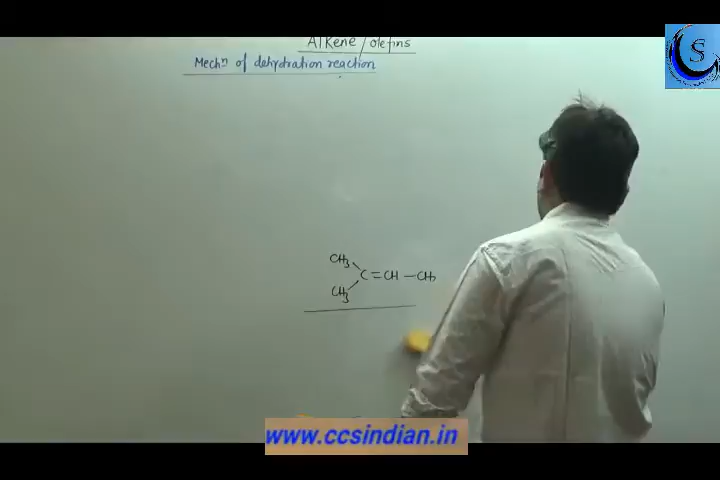 Alkene/olefins
Mechⁿ of dehydration reaction
CH₃
C=CH—CH₃
CH₃
S
www.ccsindian.in